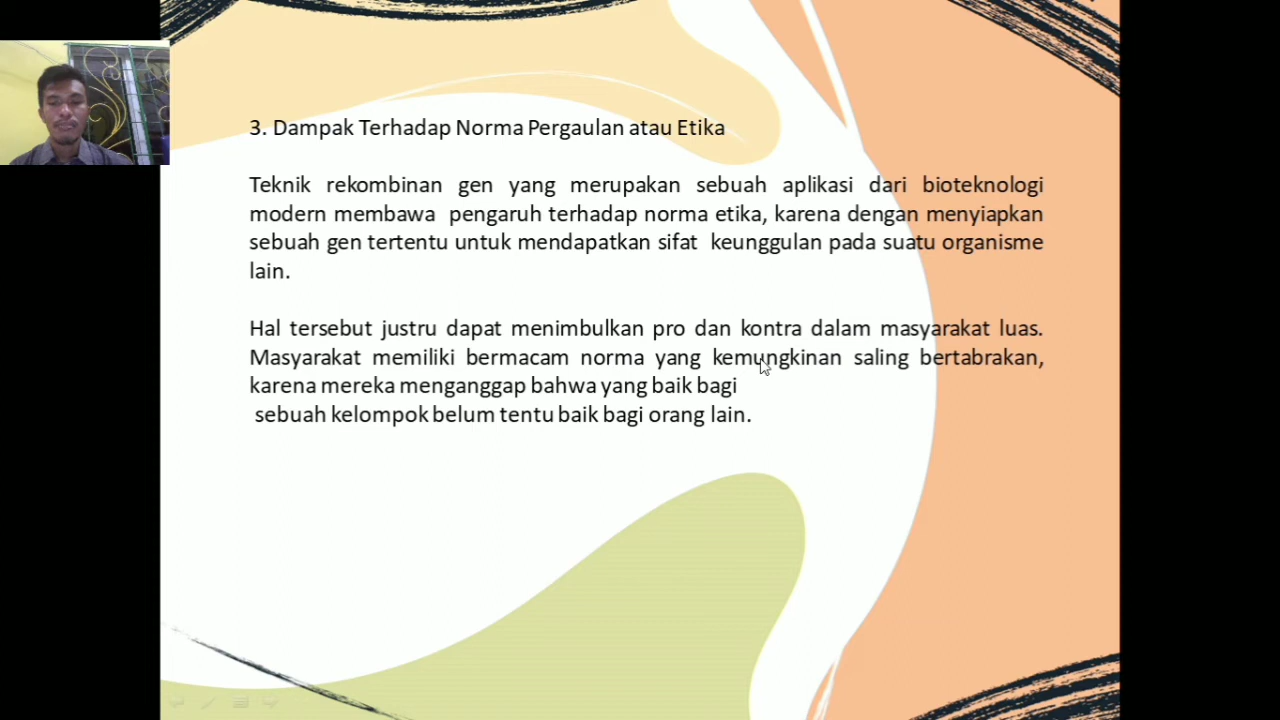 3. Dampak Terhadap Norma Pergaulan atau Etika
Teknik rekombinan gen yang merupakan sebuah aplikasi dari bioteknologi
modern membawa pengaruh terhadap norma etika, karena dengan menyiapkan
sebuah gen tertentu untuk mendapatkan sifat keunggulan pada suatu organisme
lain.
Hal tersebut justru dapat menimbulkan pro dan kontra dalam masyarakat luas.
Masyarakat memiliki bermacam norma yang kemungkinan saling bertabrakan,
karena mereka menganggap bahwa yang baik bagi
sebuah kelompok belum tentu baik bagi orang lain.